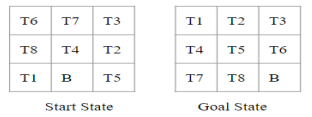 T6 T7 T3 T1 T2 T3
T8 T4 T2 T4 T5 T6
T1 B T5 T7 T8 B
Start State Goal State